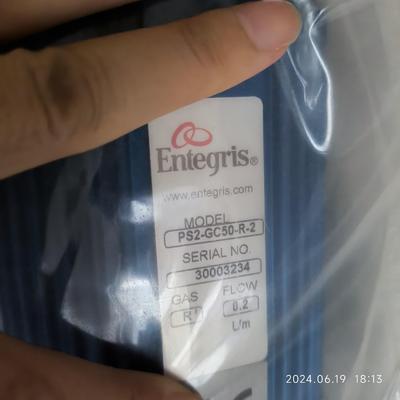 Entegris®
www.entegris.com
MODEL
PS2-GC50-R-2
SERIAL NO.
30003234
GAS FLOW
0.2
L/m
2024.06.19 18:13